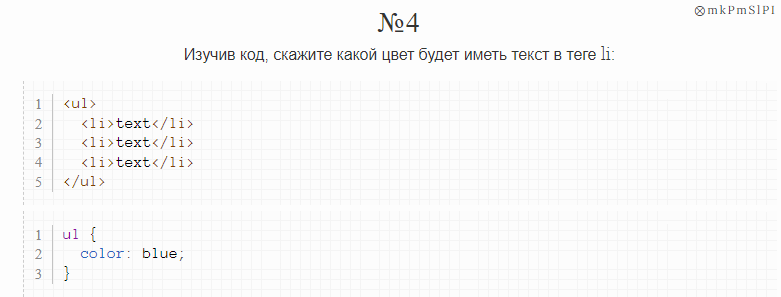 ⊗mkPmSlPI
№4
Изучив код, скажите какой цвет будет иметь текст в теге li:
1 <ul>
2   <li>text</li>
3   <li>text</li>
4   <li>text</li>
5 </ul>
1 ul {
2   color: blue;
3 }